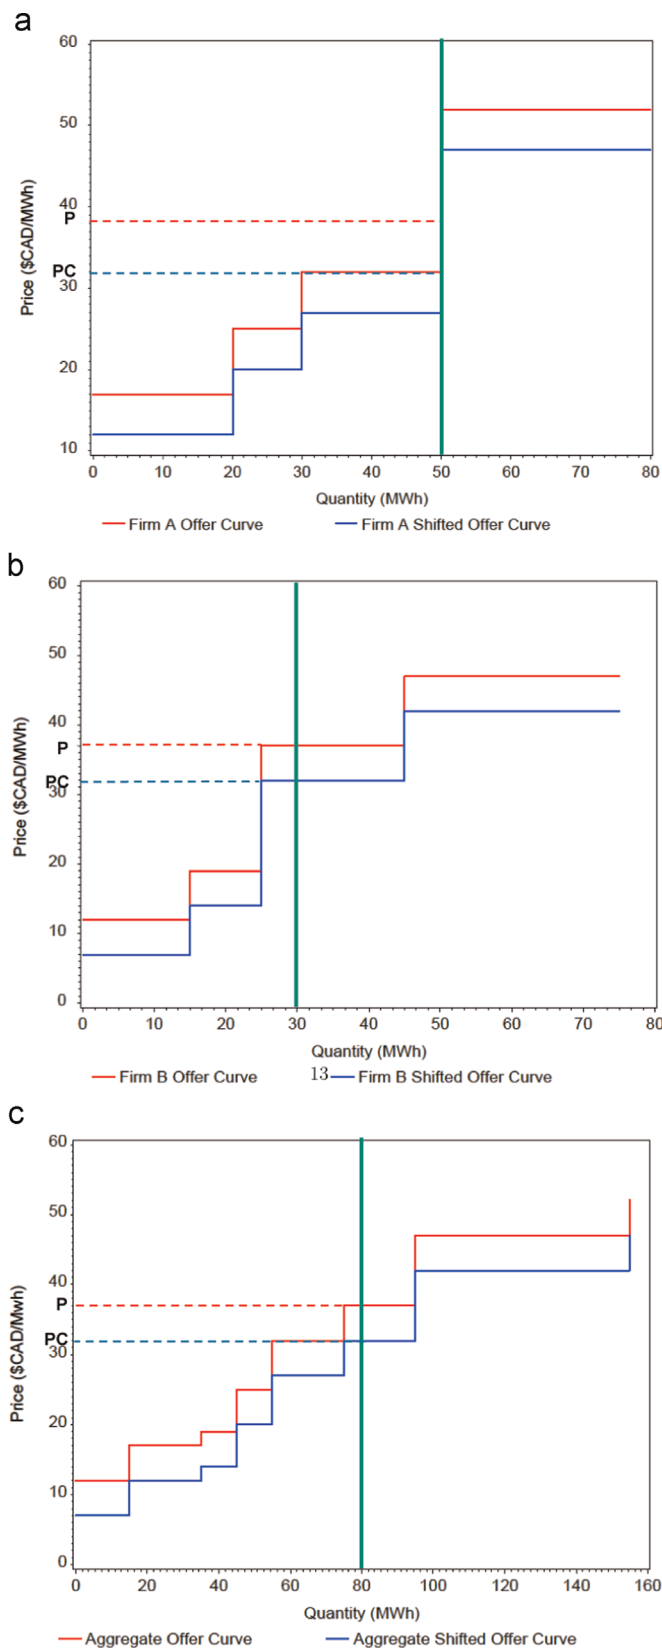 a
60
50
40
P
PC
30
20
10
Price ($CAD/MWh)
0 10 20 30 40 50 60 70 80
Quantity (MWh)
Firm A Offer Curve Firm A Shifted Offer Curve
b
60
50
40
P
PC
30
20
10
0
Price ($CAD/MWh)
0 10 20 30 40 50 60 70 80
Quantity (MWh)
Firm B Offer Curve 13 Firm B Shifted Offer Curve
c
60
50
40
P
PC
30
20
10
0
Price ($CAD/Mwh)
0 20 40 60 80 100 120 140 160
Quantity (MWh)
Aggregate Offer Curve Aggregate Shifted Offer Curve